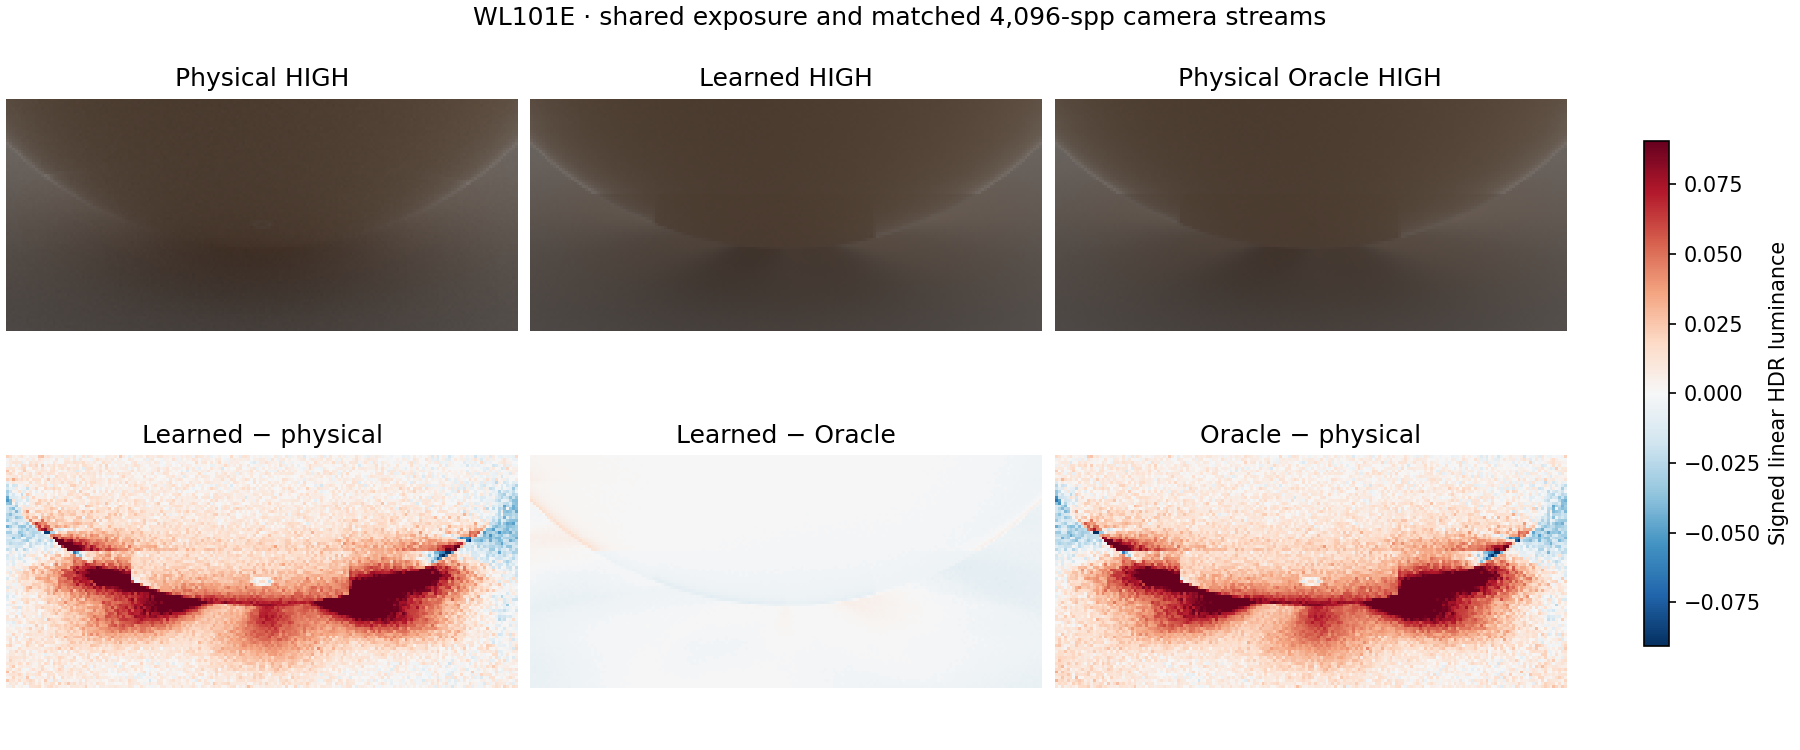 WL101E · shared exposure and matched 4,096-spp camera streams
Physical HIGH
Learned HIGH
Physical Oracle HIGH
Learned − physical
Learned − Oracle
Oracle − physical
0.075
0.050
0.025
0.000
−0.025
−0.050
−0.075
Signed linear HDR luminance